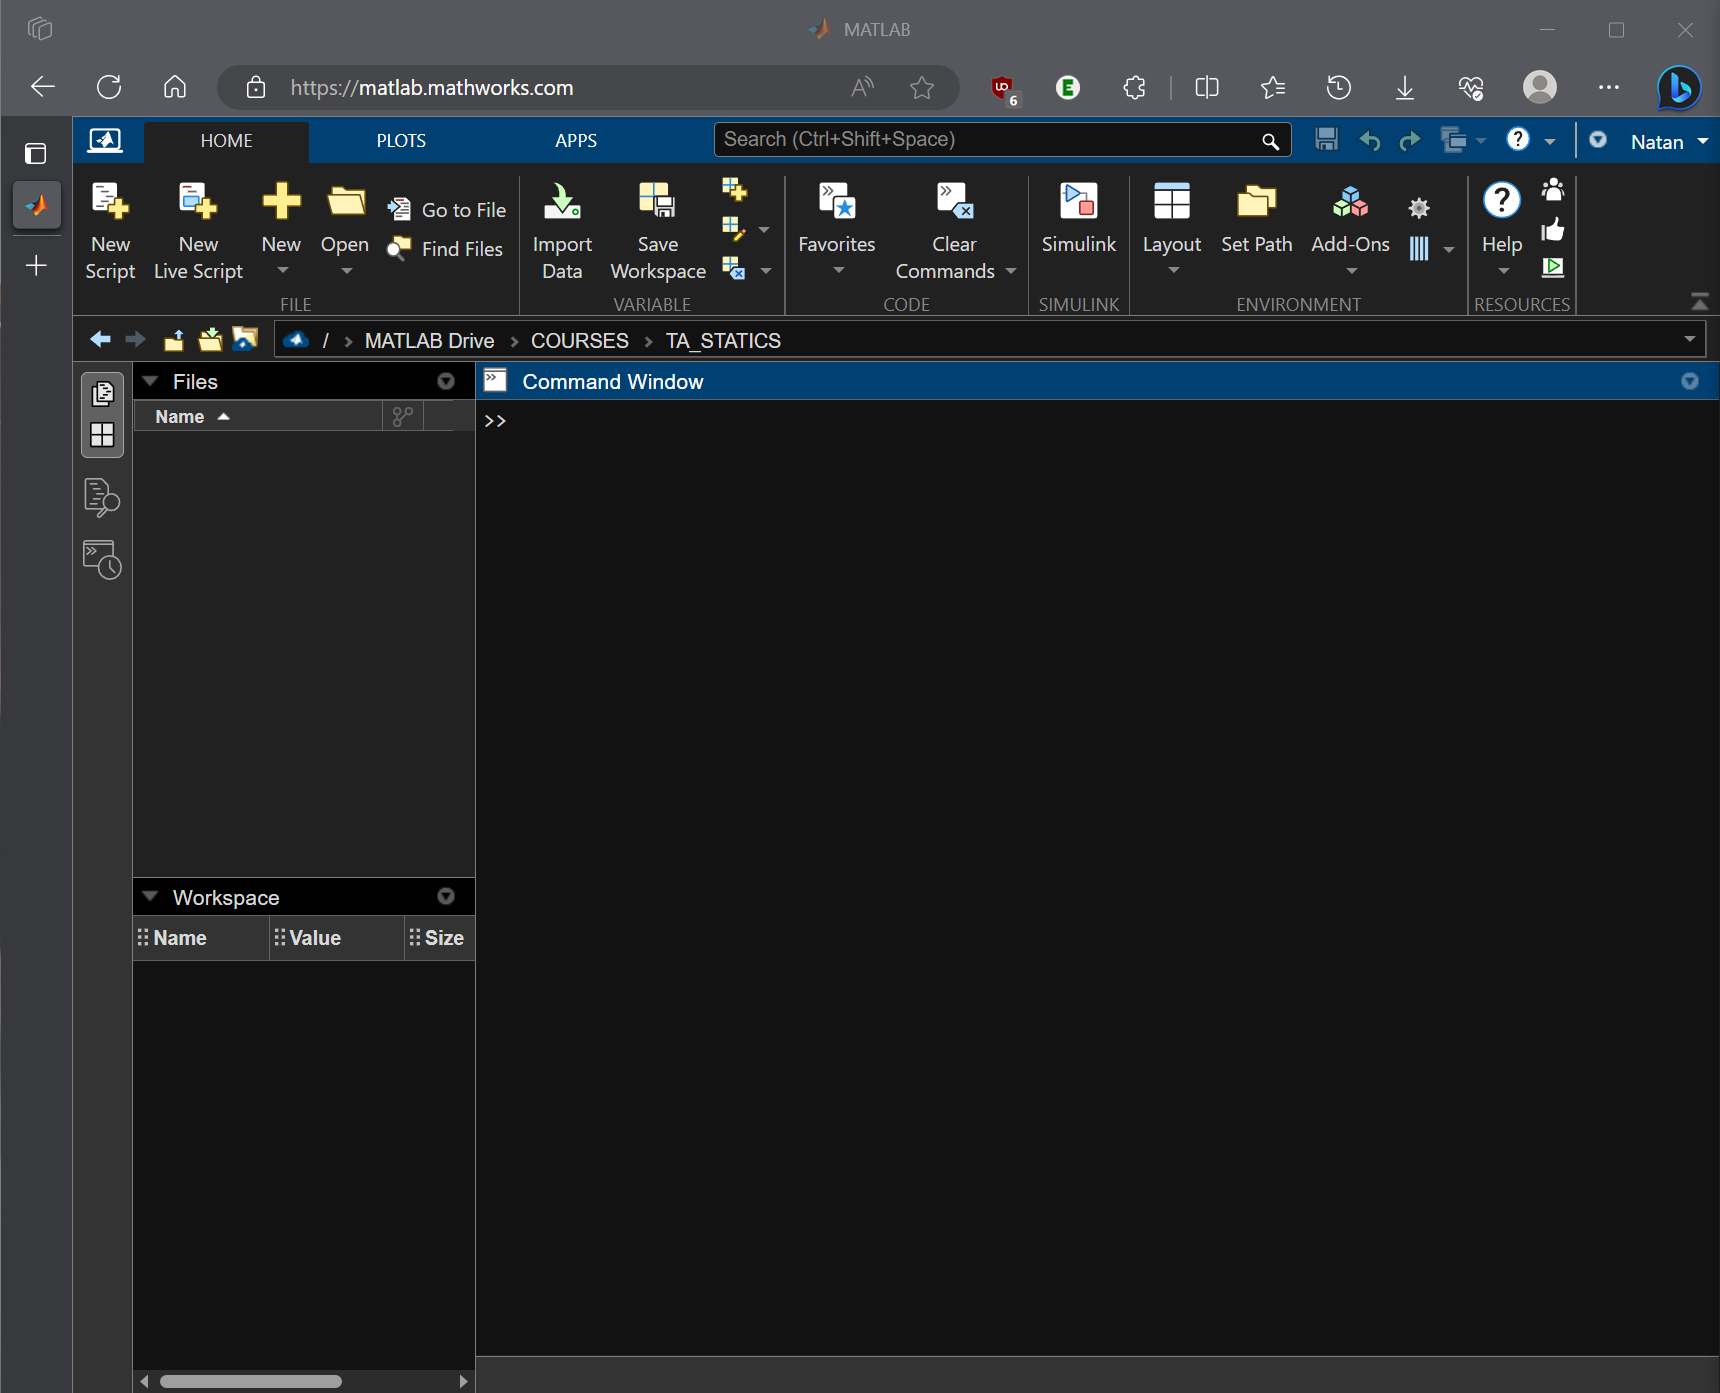 MATLAB
https://matlab.mathworks.com
6
E
HOME PLOTS APPS Search (Ctrl+Shift+Space) ? Natan
New Script
New Live Script
New
Open
Go to File
Find Files
FILE
Import Data
Save Workspace
VARIABLE
Favorites
Clear Commands
CODE
Simulink
SIMULINK
Layout
Set Path
Add-Ons
ENVIRONMENT
? Help
RESOURCES
/ > MATLAB Drive > COURSES > TA_STATICS
Files
Name
Command Window
>>
Workspace
Name Value Size